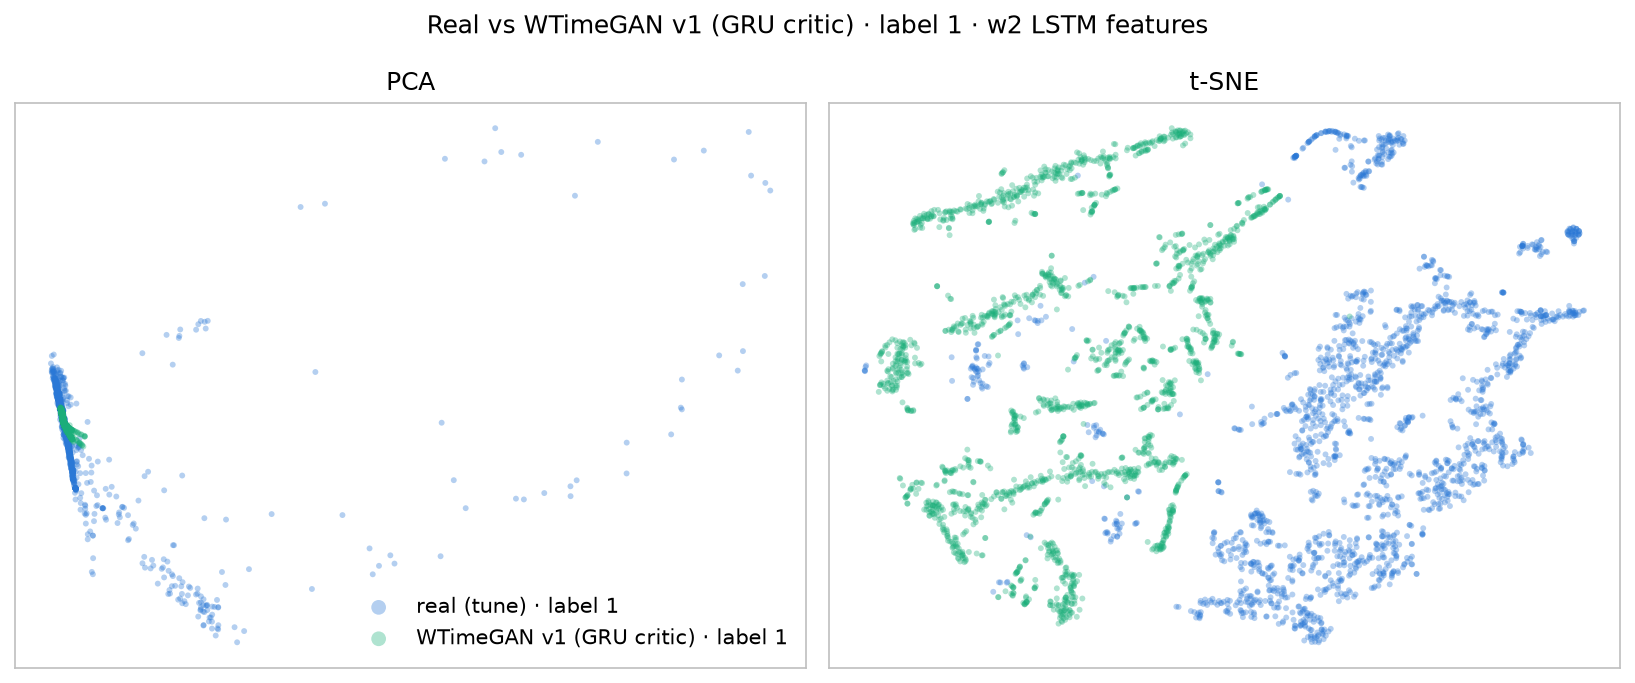 Real vs WTimeGAN v1 (GRU critic) · label 1 · w2 LSTM features
PCA
t-SNE
real (tune) · label 1
WTimeGAN v1 (GRU critic) · label 1